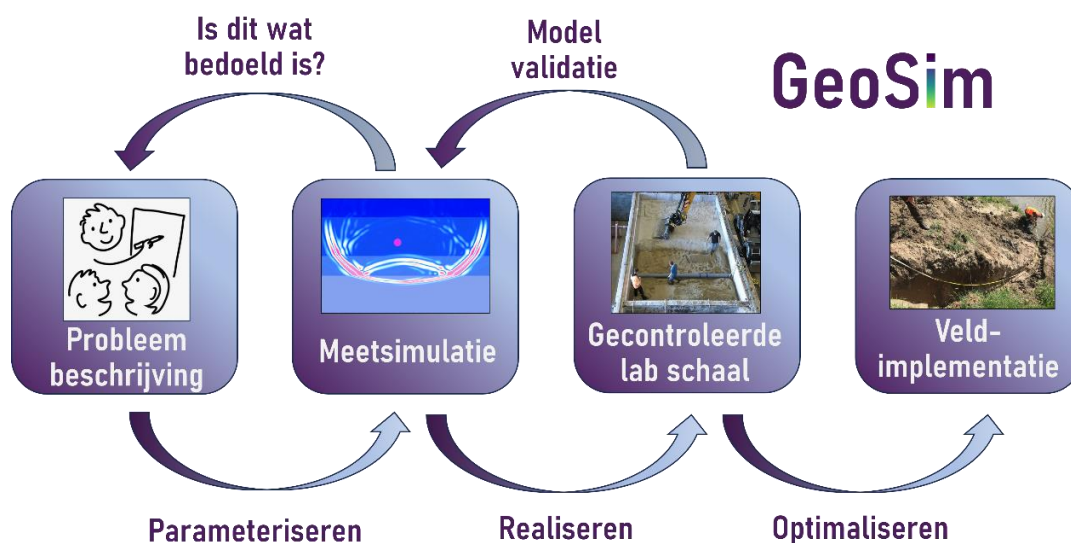 Is dit wat
bedoeld is?
Model
validatie
GeoSim
Probleem
beschrijving
Meetsimulatie
Gecontroleerde
lab schaal
Veld-
implementatie
Parameteriseren
Realiseren
Optimaliseren